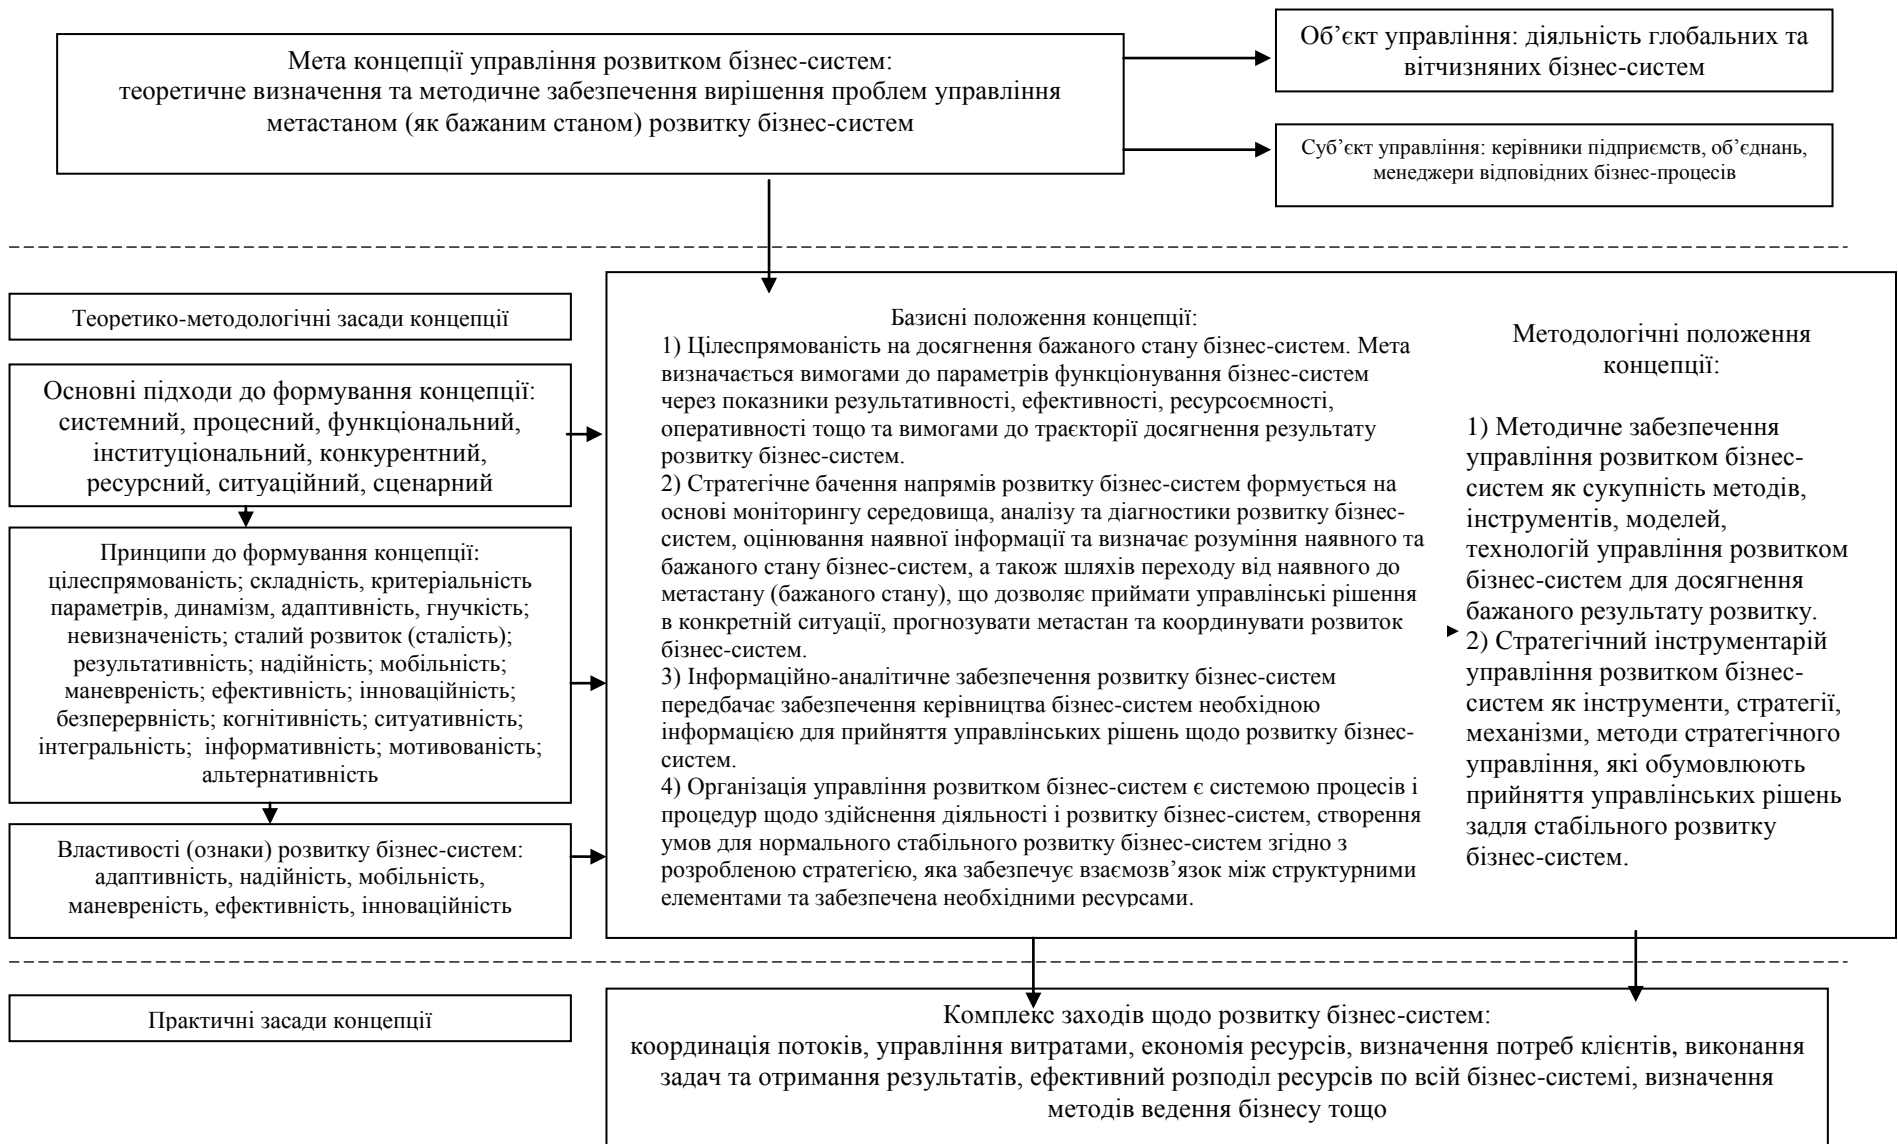 Мета концепції управління розвитком бізнес-систем:
теоретичне визначення та методичне забезпечення вирішення проблем управління
метастаном (як бажаним станом) розвитку бізнес-систем
Об’єкт управління: діяльність глобальних та
вітчизняних бізнес-систем
Суб’єкт управління: керівники підприємств, об’єднань,
менеджери відповідних бізнес-процесів
Теоретико-методологічні засади концепції
Основні підходи до формування концепції:
системний, процесний, функціональний,
інституціональний, конкурентний,
ресурсний, ситуаційний, сценарний
Принципи до формування концепції:
цілеспрямованість; складність, критеріальність
параметрів, динамізм, адаптивність, гнучкість;
невизначеність; сталий розвиток (сталість);
результативність; надійність; мобільність;
маневреність; ефективність; інноваційність;
безперервність; когнітивність; ситуативність;
інтегральність; інформативність; мотивованість;
альтернативність
Властивості (ознаки) розвитку бізнес-систем:
адаптивність, надійність, мобільність,
маневреність, ефективність, інноваційність
Базисні положення концепції:
1) Цілеспрямованість на досягнення бажаного стану бізнес-систем. Мета
визначається вимогами до параметрів функціонування бізнес-систем
через показники результативності, ефективності, ресурсоємності,
оперативності тощо та вимогами до траєкторії досягнення результату
розвитку бізнес-систем.
2) Стратегічне бачення напрямів розвитку бізнес-систем формується на
основі моніторингу середовища, аналізу та діагностики розвитку бізнес-
систем, оцінювання наявної інформації та визначає розуміння наявного та
бажаного стану бізнес-систем, а також шляхів переходу від наявного до
метастану (бажаного стану), що дозволяє приймати управлінські рішення
в конкретній ситуації, прогнозувати метастан та координувати розвиток
бізнес-систем.
3) Інформаційно-аналітичне забезпечення розвитку бізнес-систем
передбачає забезпечення керівництва бізнес-систем необхідною
інформацією для прийняття управлінських рішень щодо розвитку бізнес-
систем.
4) Організація управління розвитком бізнес-систем є системою процесів і
процедур щодо здійснення діяльності і розвитку бізнес-систем, створення
умов для нормального стабільного розвитку бізнес-систем згідно з
розробленою стратегією, яка забезпечує взаємозв’язок між структурними
елементами та забезпечена необхідними ресурсами.
Методологічні положення
концепції:
1) Методичне забезпечення
управління розвитком бізнес-
систем як сукупність методів,
інструментів, моделей,
технологій управління розвитком
бізнес-систем для досягнення
бажаного результату розвитку.
2) Стратегічний інструментарій
управління розвитком бізнес-
систем як інструменти, стратегії,
механізми, методи стратегічного
управління, які обумовлюють
прийняття управлінських рішень
задля стабільного розвитку
бізнес-систем.
Практичні засади концепції
Комплекс заходів щодо розвитку бізнес-систем:
координація потоків, управління витратами, економія ресурсів, визначення потреб клієнтів, виконання
задач та отримання результатів, ефективний розподіл ресурсів по всій бізнес-системі, визначення
методів ведення бізнесу тощо